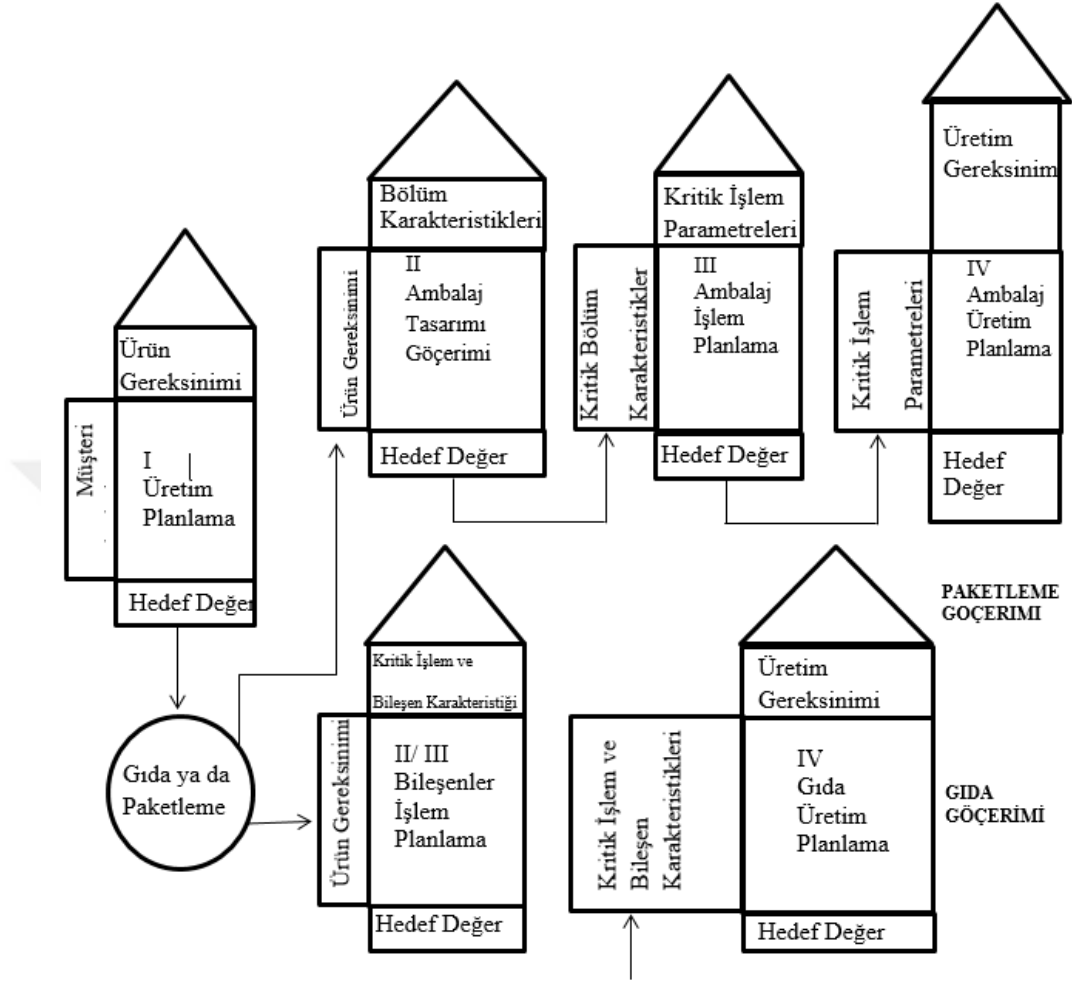 Ürün
Gereksinimi
Müşteri
I
Üretim
Planlama
Hedef Değer
Gıda ya da
Paketleme
Bölüm
Karakteristikleri
Ürün Gereksinimi
II
Ambalaj
Tasarımı
Göçerimi
Hedef Değer
Kritik İşlem
Parametreleri
Kritik Bölüm
Karakteristikler
III
Ambalaj
İşlem
Planlama
Hedef Değer
Üretim
Gereksinim
Kritik İşlem
Parametreleri
IV
Ambalaj
Üretim
Planlama
Hedef
Değer
PAKETLEME
GOÇERIMI
Kritik İşlem ve
Bileşen Karakteristiği
Ürün Gereksinimi
II/ III
Bileşenler
İşlem
Planlama
Hedef Değer
Üretim
Gereksinimi
Kritik İşlem ve
Bileşen
Karakteristikleri
IV
Gıda
Üretim
Planlama
Hedef Değer
GIDA
GÖÇERİMİ